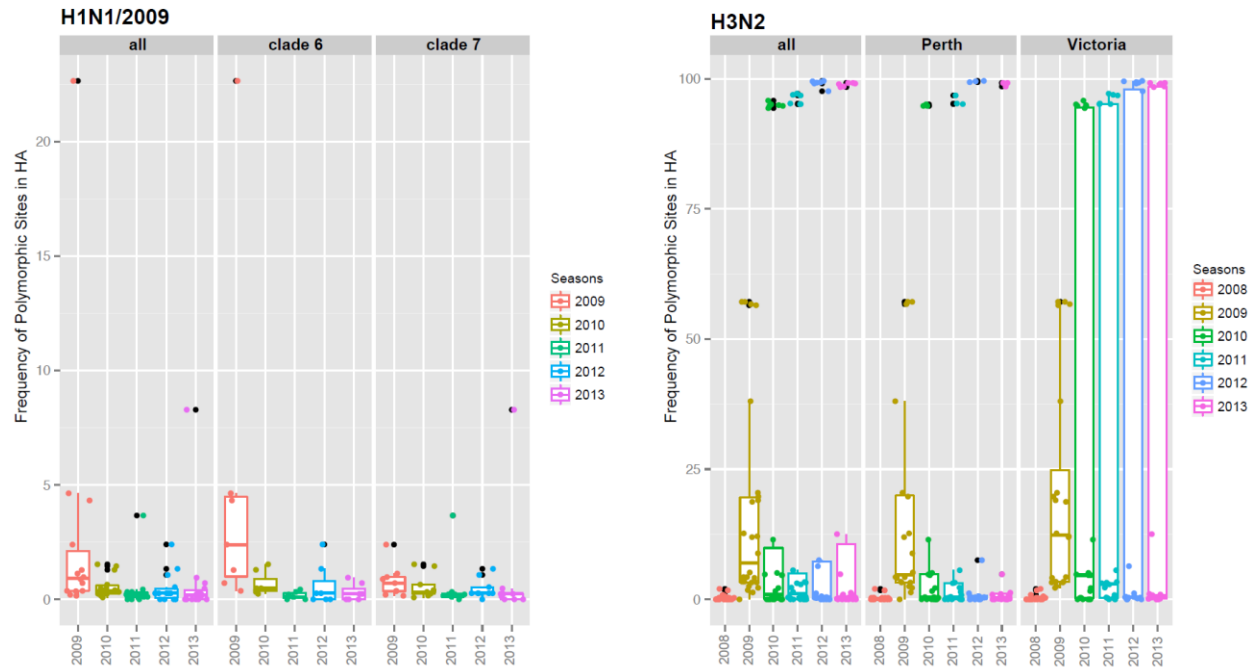 H1N1/2009
all clade 6 clade 7
Frequency of Polymorphic Sites in HA
20
15
10
5
0
2009 2010 2011 2012 2013 2009 2010 2011 2012 2013 2009 2010 2011 2012 2013
Seasons
2009
2010
2011
2012
2013
H3N2
all Perth Victoria
Frequency of Polymorphic Sites in HA
100
75
50
25
0
2008 2009 2010 2011 2012 2013 2008 2009 2010 2011 2012 2013 2008 2009 2010 2011 2012 2013
Seasons
2008
2009
2010
2011
2012
2013